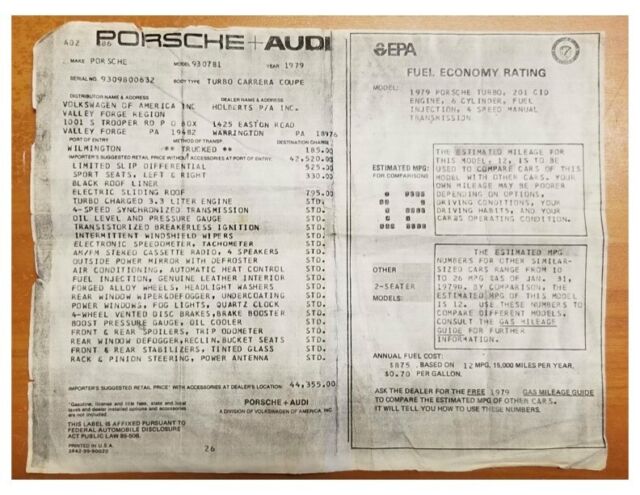 402 86 PORSCHE+AUDI
MAKE PORSCHE MODEL 930781 YEAR 1979
SERIAL NO. 9309800632 BODY TYPE TURBO CARRERA COUPE
DISTRIBUTOR NAME & ADDRESS DEALER NAME & ADDRESS
VOLKSWAGEN OF AMERICA INC HOLBERTS P/A INC.
VALLEY FORGE REGION
1001 S TROOPER RD P O BOX 1425 EASTON ROAD
VALLEY FORGE PA 19482 WARRINGTON PA 18976
PORT OF ENTRY METHOD OF TRANSP. DESTINATION CHARGE
WILMINGTON ** TRUCKED ** 185.00
IMPORTER'S SUGGESTED RETAIL PRICE WITHOUT ACCESSORIES AT PORT OF ENTRY: 42,520.00
LIMITED SLIP DIFFERENTIAL 525.00
SPORT SEATS, LEFT & RIGHT 330.00
BLACK ROOF LINER
ELECTRIC SLIDING ROOF 795.00
TURBO CHARGED 3.3 LITER ENGINE STD.
4-SPEED SYNCHRONIZED TRANSMISSION STD.
OIL LEVEL AND PRESSURE GAUGE STD.
TRANSISTORIZED BREAKERLESS IGNITION STD.
INTERMITTENT WINDSHIELD WIPERS STD.
ELECTRONIC SPEEDOMETER, TACHOMETER STD.
AM/FM STEREO CASSETTE RADIO, 4 SPEAKERS STD.
OUTSIDE POWER MIRROR WITH DEFROSTER STD.
AIR CONDITIONING, AUTOMATIC HEAT CONTROL STD.
FUEL INJECTION, GENUINE LEATHER INTERIOR STD.
FORGED ALLOY WHEELS, HEADLIGHT WASHERS STD.
REAR WINDOW WIPER&DEFOGGER, UNDERCOATING STD.
POWER WINDOWS, FOG LIGHTS, QUARTZ CLOCK STD.
4-WHEEL VENTED DISC BRAKES, BRAKE BOOSTER STD.
BOOST PRESSURE GAUGE, OIL COOLER STD.
FRONT & REAR SPOILERS, TRIP ODOMETER STD.
REAR WINDOW DEFOGGER, RECLIN. BUCKET SEATS STD.
FRONT & REAR STABILIZERS, TINTED GLASS STD.
RACK & PINION STEERING, POWER ANTENNA STD.
IMPORTER'S SUGGESTED RETAIL PRICE* WITH ACCESSORIES AT DEALER'S LOCATION: 44,355.00
*Gasoline, license and title fees, state and local
taxes and dealer installed options and accessories
are not included.
PORSCHE + AUDI
A DIVISION OF VOLKSWAGEN OF AMERICA, INC.
THIS LABEL IS AFFIXED PURSUANT TO
FEDERAL AUTOMOBILE DISCLOSURE
ACT PUBLIC LAW 85-506.
PRINTED IN U.S.A.
26
EPA
FUEL ECONOMY RATING
MODEL: 1979 PORSCHE TURBO, 201 CID
ENGINE, 6 CYLINDER, FUEL
INJECTION, 4 SPEED MANUAL
TRANSMISSION
ESTIMATED MPG:
FOR COMPARISONS
THE ESTIMATED MILEAGE FOR
THIS MODEL, 12, IS TO BE
USED TO COMPARE CARS OF THIS
MODEL WITH OTHER CARS. YOUR
OWN MILEAGE MAY BE POORER
DEPENDING ON OPTIONS,
DRIVING CONDITIONS, YOUR
DRIVING HABITS, AND YOUR
CARS OPERATING CONDITION.
OTHER
2-SEATER
MODELS:
THE ESTIMATED MPG
NUMBERS FOR OTHER SIMILAR-
SIZED CARS RANGE FROM 10
TO 26 MPG (AS OF JAN. 31,
1979). BY COMPARISON, THE
ESTIMATED MPG OF THIS MODEL
IS 12. USE THESE NUMBERS TO
COMPARE DIFFERENT MODELS.
CONSULT THE GAS MILEAGE
GUIDE FOR FURTHER
INFORMATION.
ANNUAL FUEL COST:
$875 , BASED ON 12 MPG, 15,000 MILES PER YEAR,
$0.70 PER GALLON.
ASK THE DEALER FOR THE FREE 1979 GAS MILEAGE GUIDE
TO COMPARE THE ESTIMATED MPG OF OTHER CARS.
IT WILL TELL YOU HOW TO USE THESE NUMBERS.